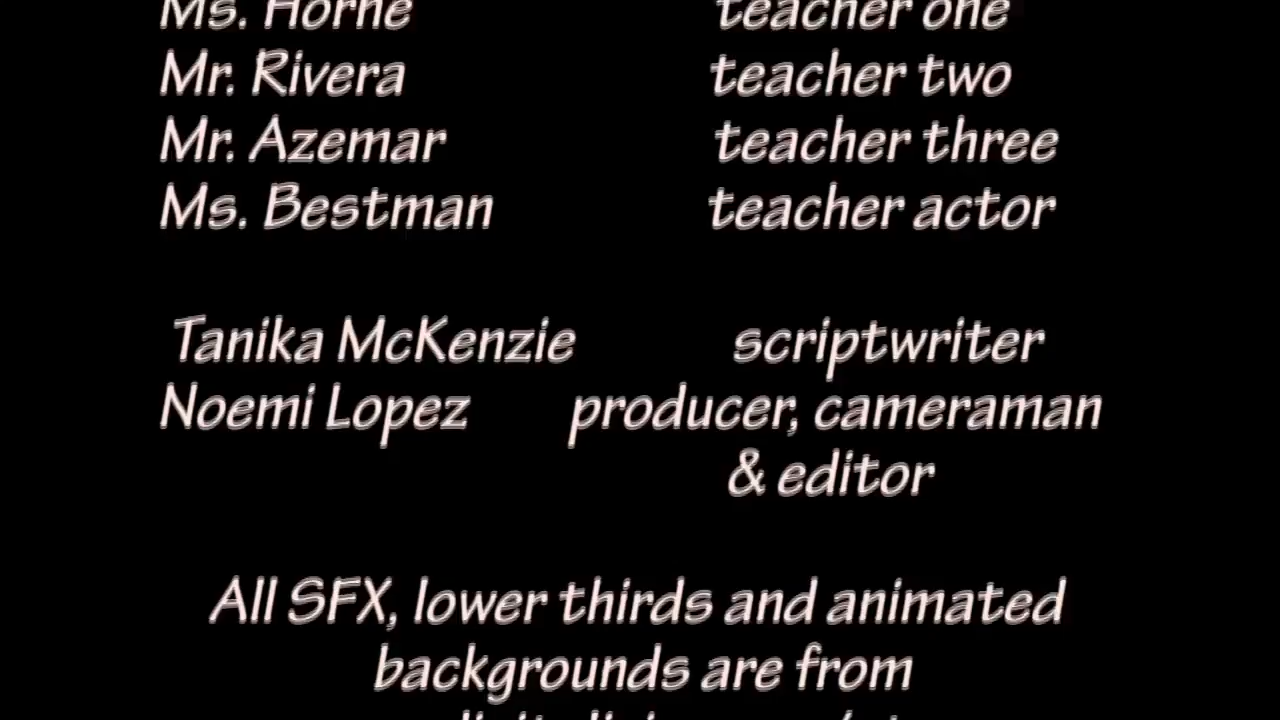 Ms. Horne teacher one
Mr. Rivera teacher two
Mr. Azemar teacher three
Ms. Bestman teacher actor
Tanika McKenzie scriptwriter
Noemi Lopez producer, cameraman
& editor
All SFX, lower thirds and animated
backgrounds are from